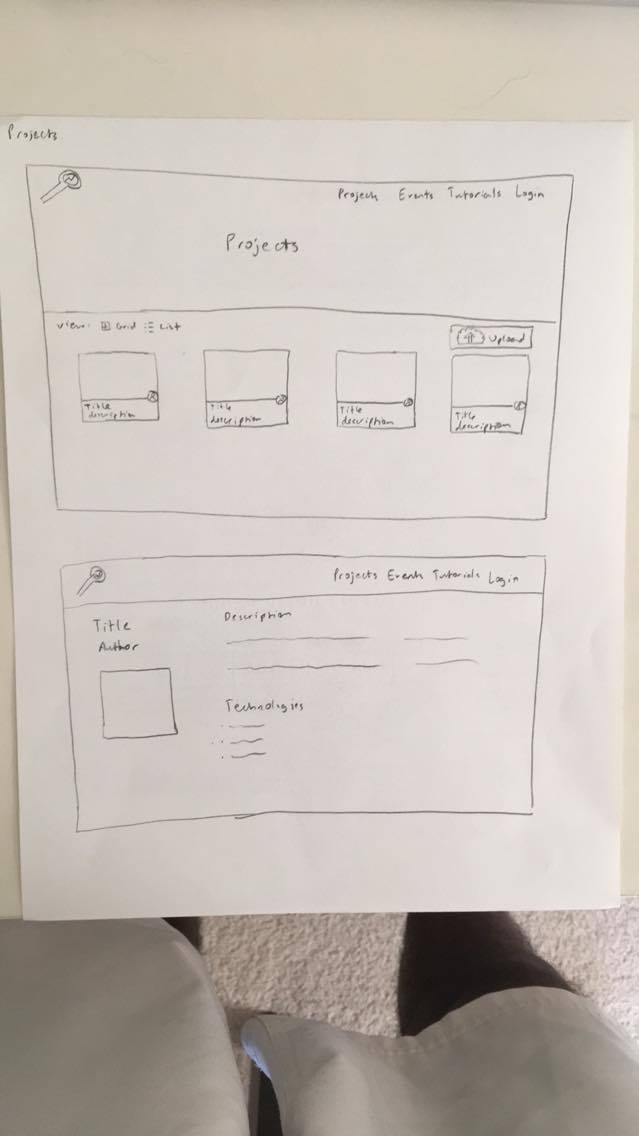 Projects
Projects Events Tutorials Login
Projects
View: Grid List
Upload
Title
description
Title
description
Title
description
Title
description
Projects Events Tutorials Login
Title
Author
Description
Technologies